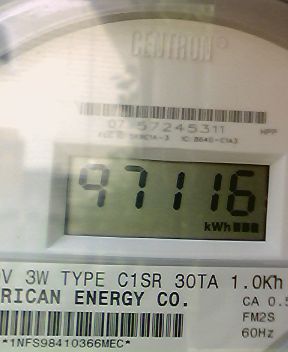 CENTRON®
07 57245311
HPP
97116
kWh
V 3W TYPE C1SR 30TA 1.0Kh
RICAN ENERGY CO.
CA 0.5
FM2S
60Hz
*1NFS98410366MEC*